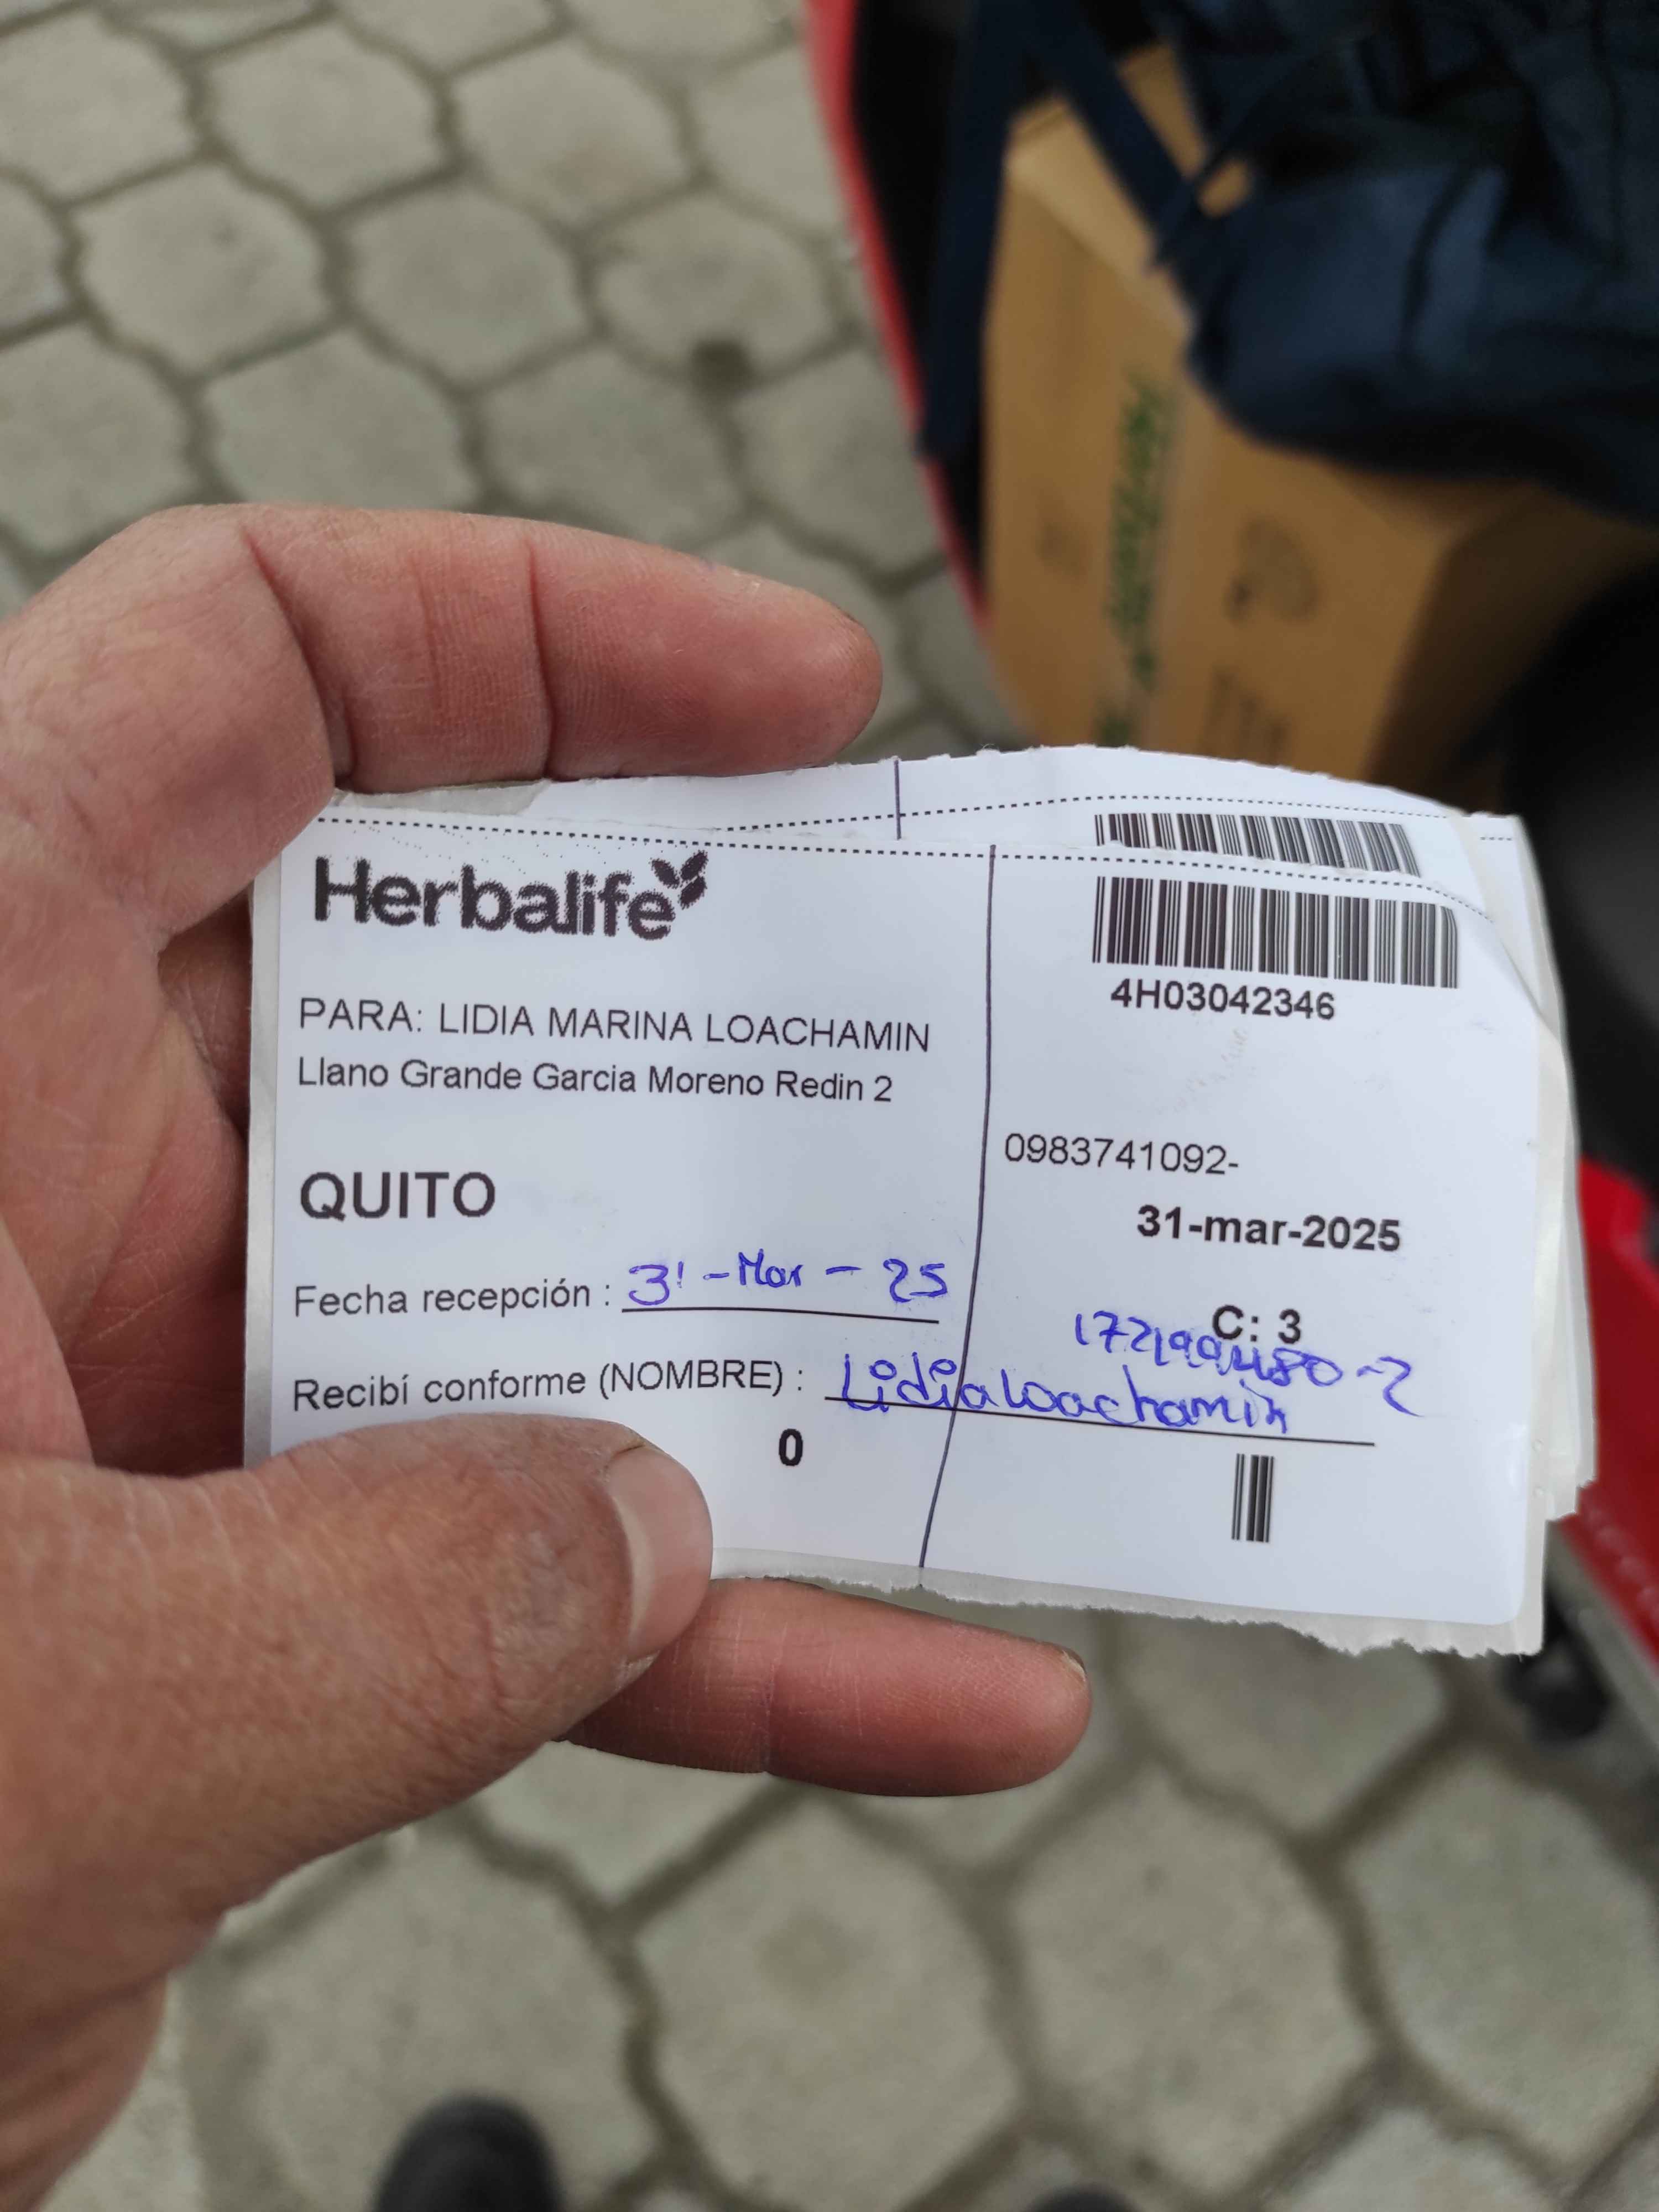 Herbalife
4H03042346
PARA: LIDIA MARINA LOACHAMIN
Llano Grande Garcia Moreno Redin 2
0983741092-
QUITO
31-mar-2025
Fecha recepción : 31-Mar-25
C: 3
Recibí conforme (NOMBRE) : Lidia Loachamin
0